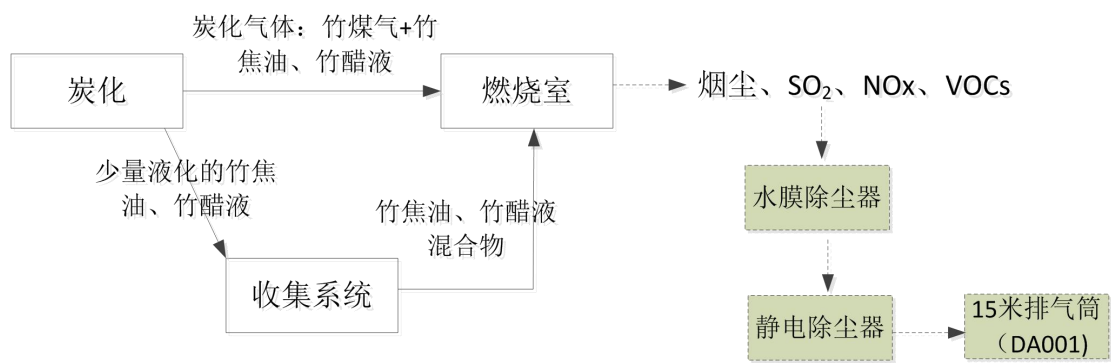 炭化气体：竹煤气+竹
焦油、竹醋液
炭化
燃烧室
烟尘、SO₂、NOx、VOCs
少量液化的竹焦
油、竹醋液
竹焦油、竹醋液
混合物
水膜除尘器
收集系统
静电除尘器
15米排气筒
（DA001)